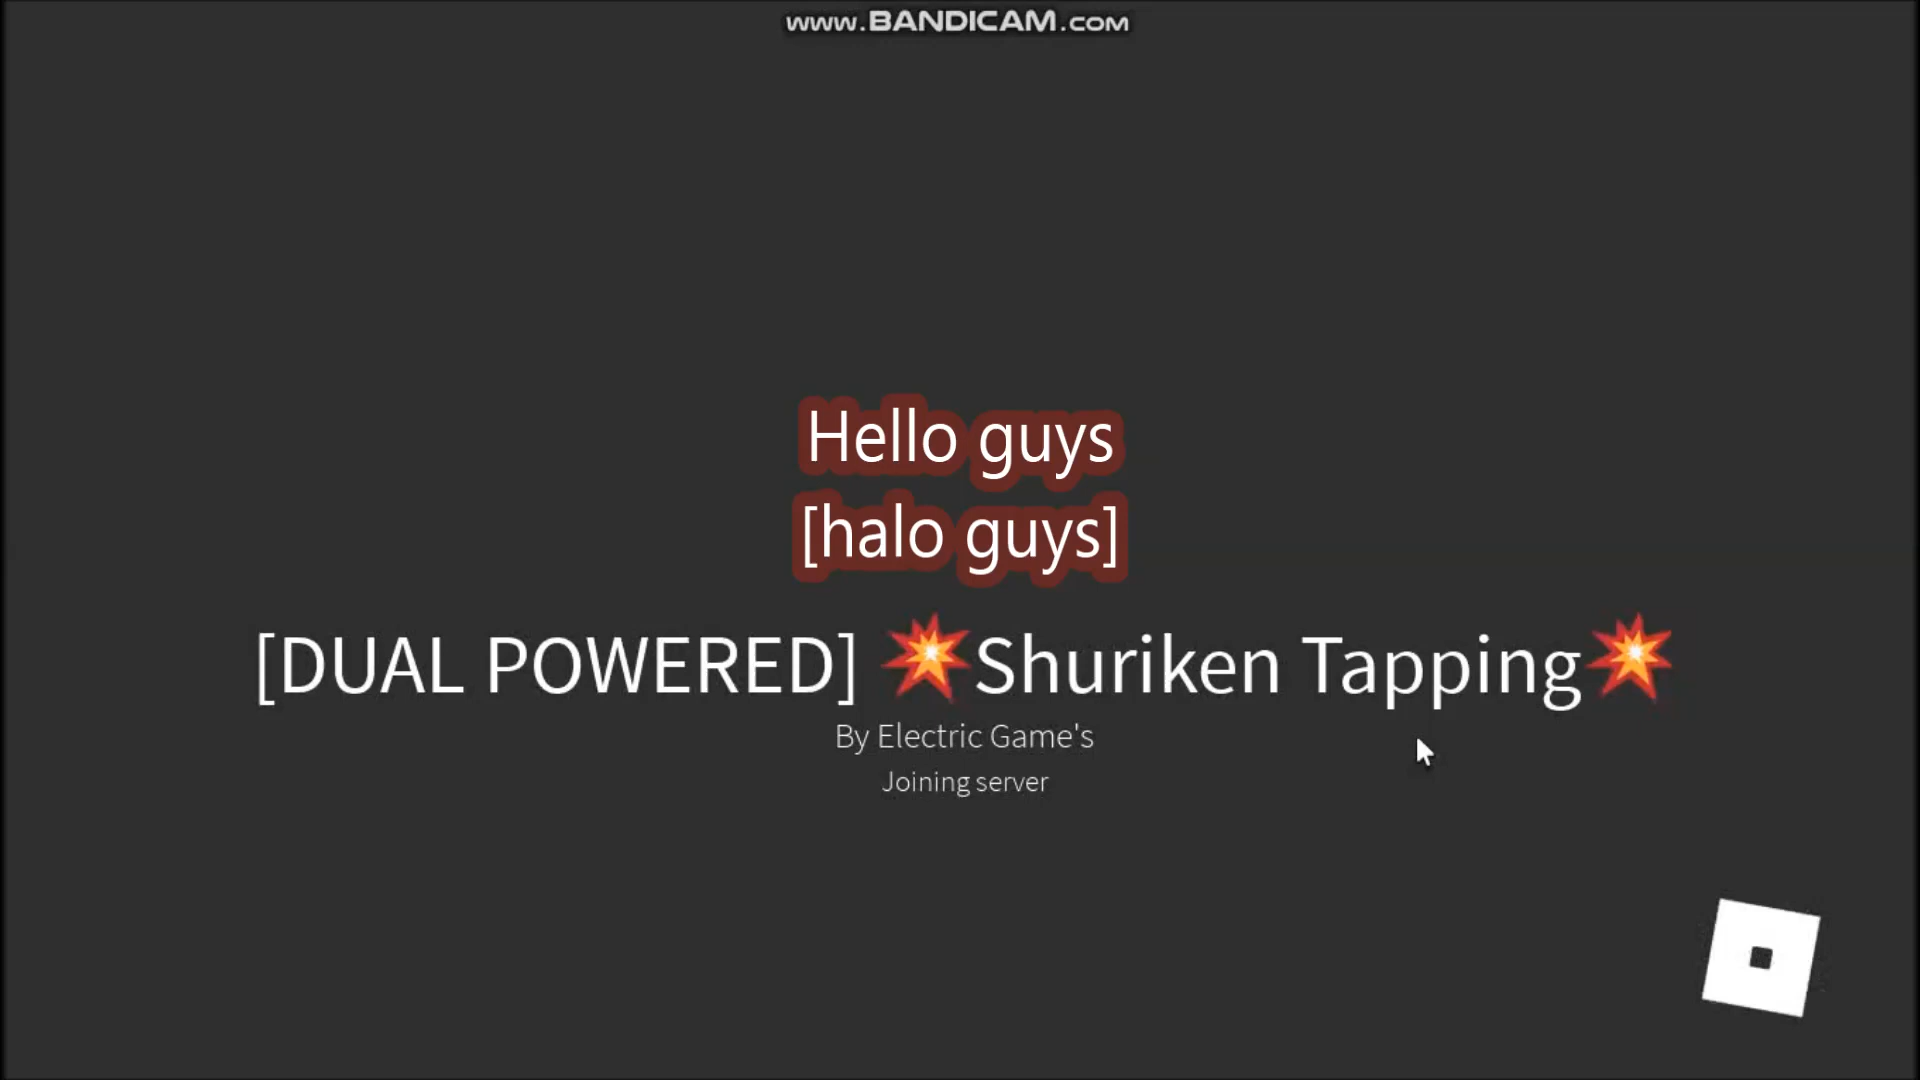 www.BANDICAM.com
Hello guys
[halo guys]
[DUAL POWERED] 💥Shuriken Tapping💥
By Electric Game's
Joining server